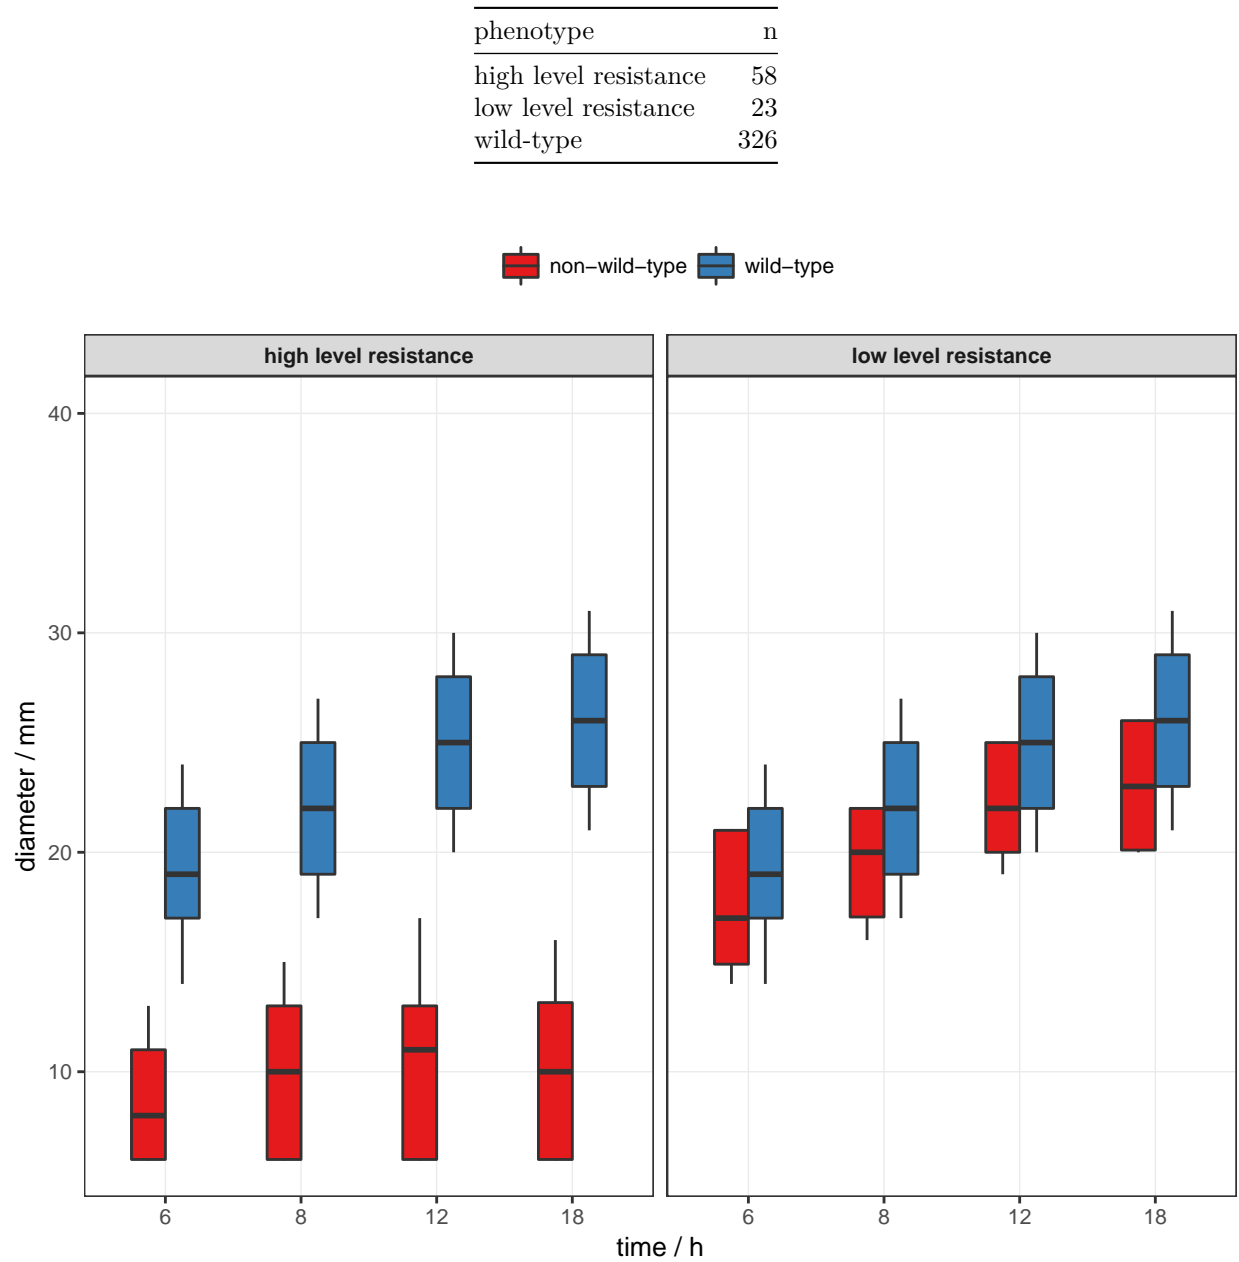 phenotype n
high level resistance 58
low level resistance 23
wild-type 326
non−wild−type wild−type
high level resistance low level resistance
40
30
20
10
diameter / mm
6 8 12 18 6 8 12 18
time / h